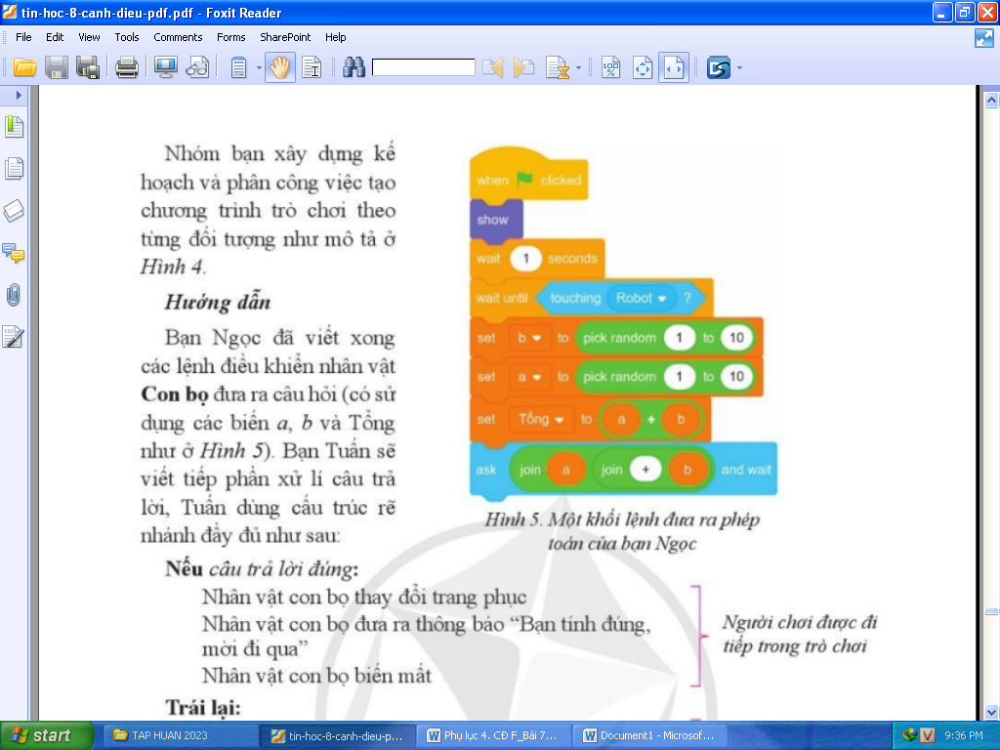 tin-hoc-8-canh-dieu-pdf.pdf - Foxit Reader
File Edit View Tools Comments Forms SharePoint Help
Nhóm bạn xây dựng kế
hoạch và phân công việc tạo
chương trình trò chơi theo
từng đối tượng như mô tả ở
Hình 4.
Hướng dẫn
Bạn Ngọc đã viết xong
các lệnh điều khiển nhân vật
Con bọ đưa ra câu hỏi (có sử
dụng các biến a, b và Tổng
như ở Hình 5). Bạn Tuấn sẽ
viết tiếp phần xử lí câu trả
lời, Tuấn dùng cấu trúc rẽ
nhánh đầy đủ như sau:
when clicked
show
wait 1 seconds
wait until touching Robot ?
set b to pick random 1 to 10
set a to pick random 1 to 10
set Tổng to a + b
ask join a join + b and wait
Hình 5. Một khối lệnh đưa ra phép
toán của bạn Ngọc
Nếu câu trả lời đúng:
Nhân vật con bọ thay đổi trang phục
Nhân vật con bọ đưa ra thông báo “Bạn tính đúng,
mời đi qua”
Nhân vật con bọ biến mất
Người chơi được đi
tiếp trong trò chơi
Trái lại:
start TAP HUAN 2023 tin-hoc-8-canh-dieu-p... Phụ lục 4. CĐ F_Bài 7... Document1 - Microsof... V 9:36 PM